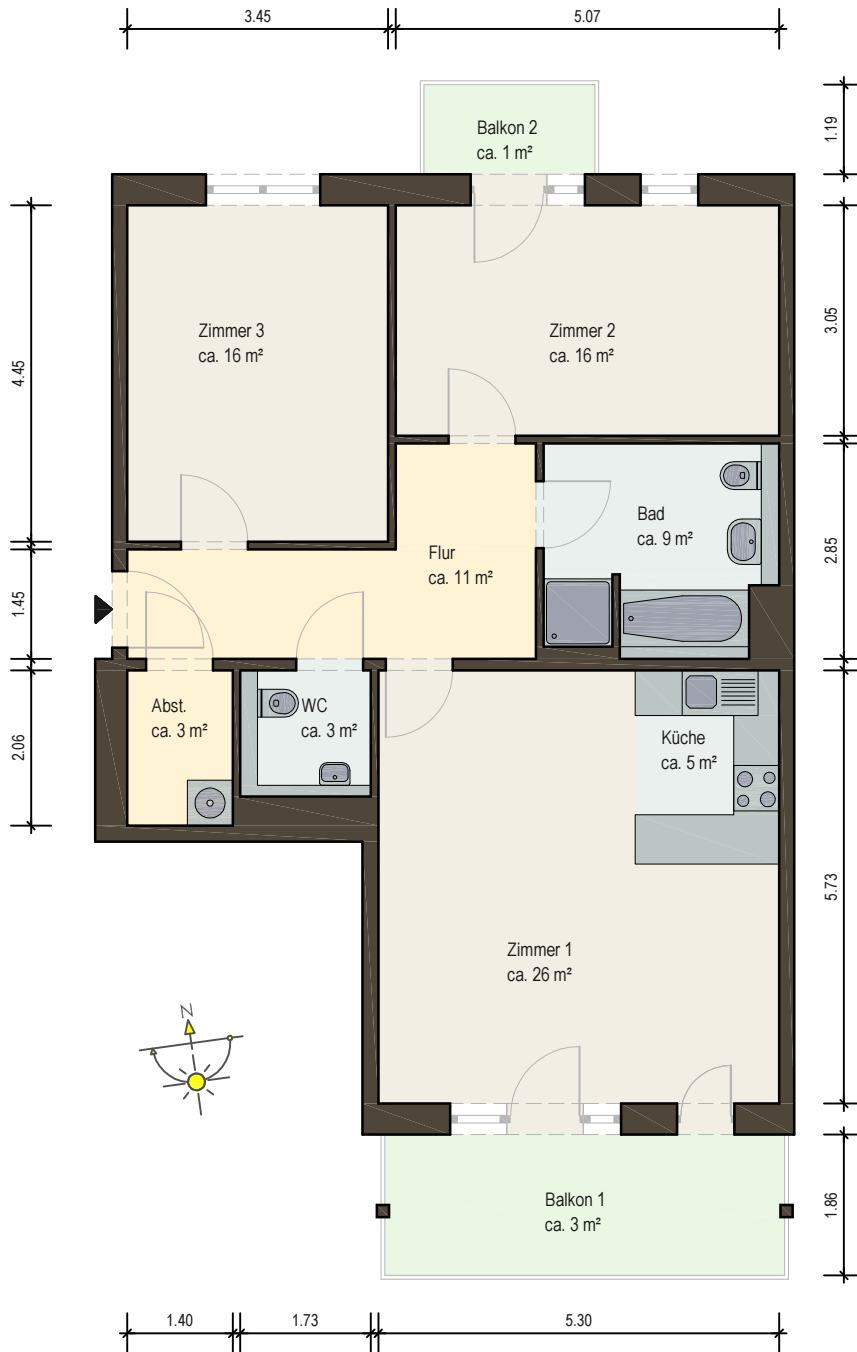 3.45
5.07
1.19
Balkon 2
ca. 1 m²
4.45
3.05
Zimmer 3
ca. 16 m²
Zimmer 2
ca. 16 m²
1.45
2.85
Bad
ca. 9 m²
Flur
ca. 11 m²
2.06
Abst.
ca. 3 m²
WC
ca. 3 m²
Küche
ca. 5 m²
5.73
Zimmer 1
ca. 26 m²
N
Balkon 1
ca. 3 m²
1.86
1.40
1.73
5.30